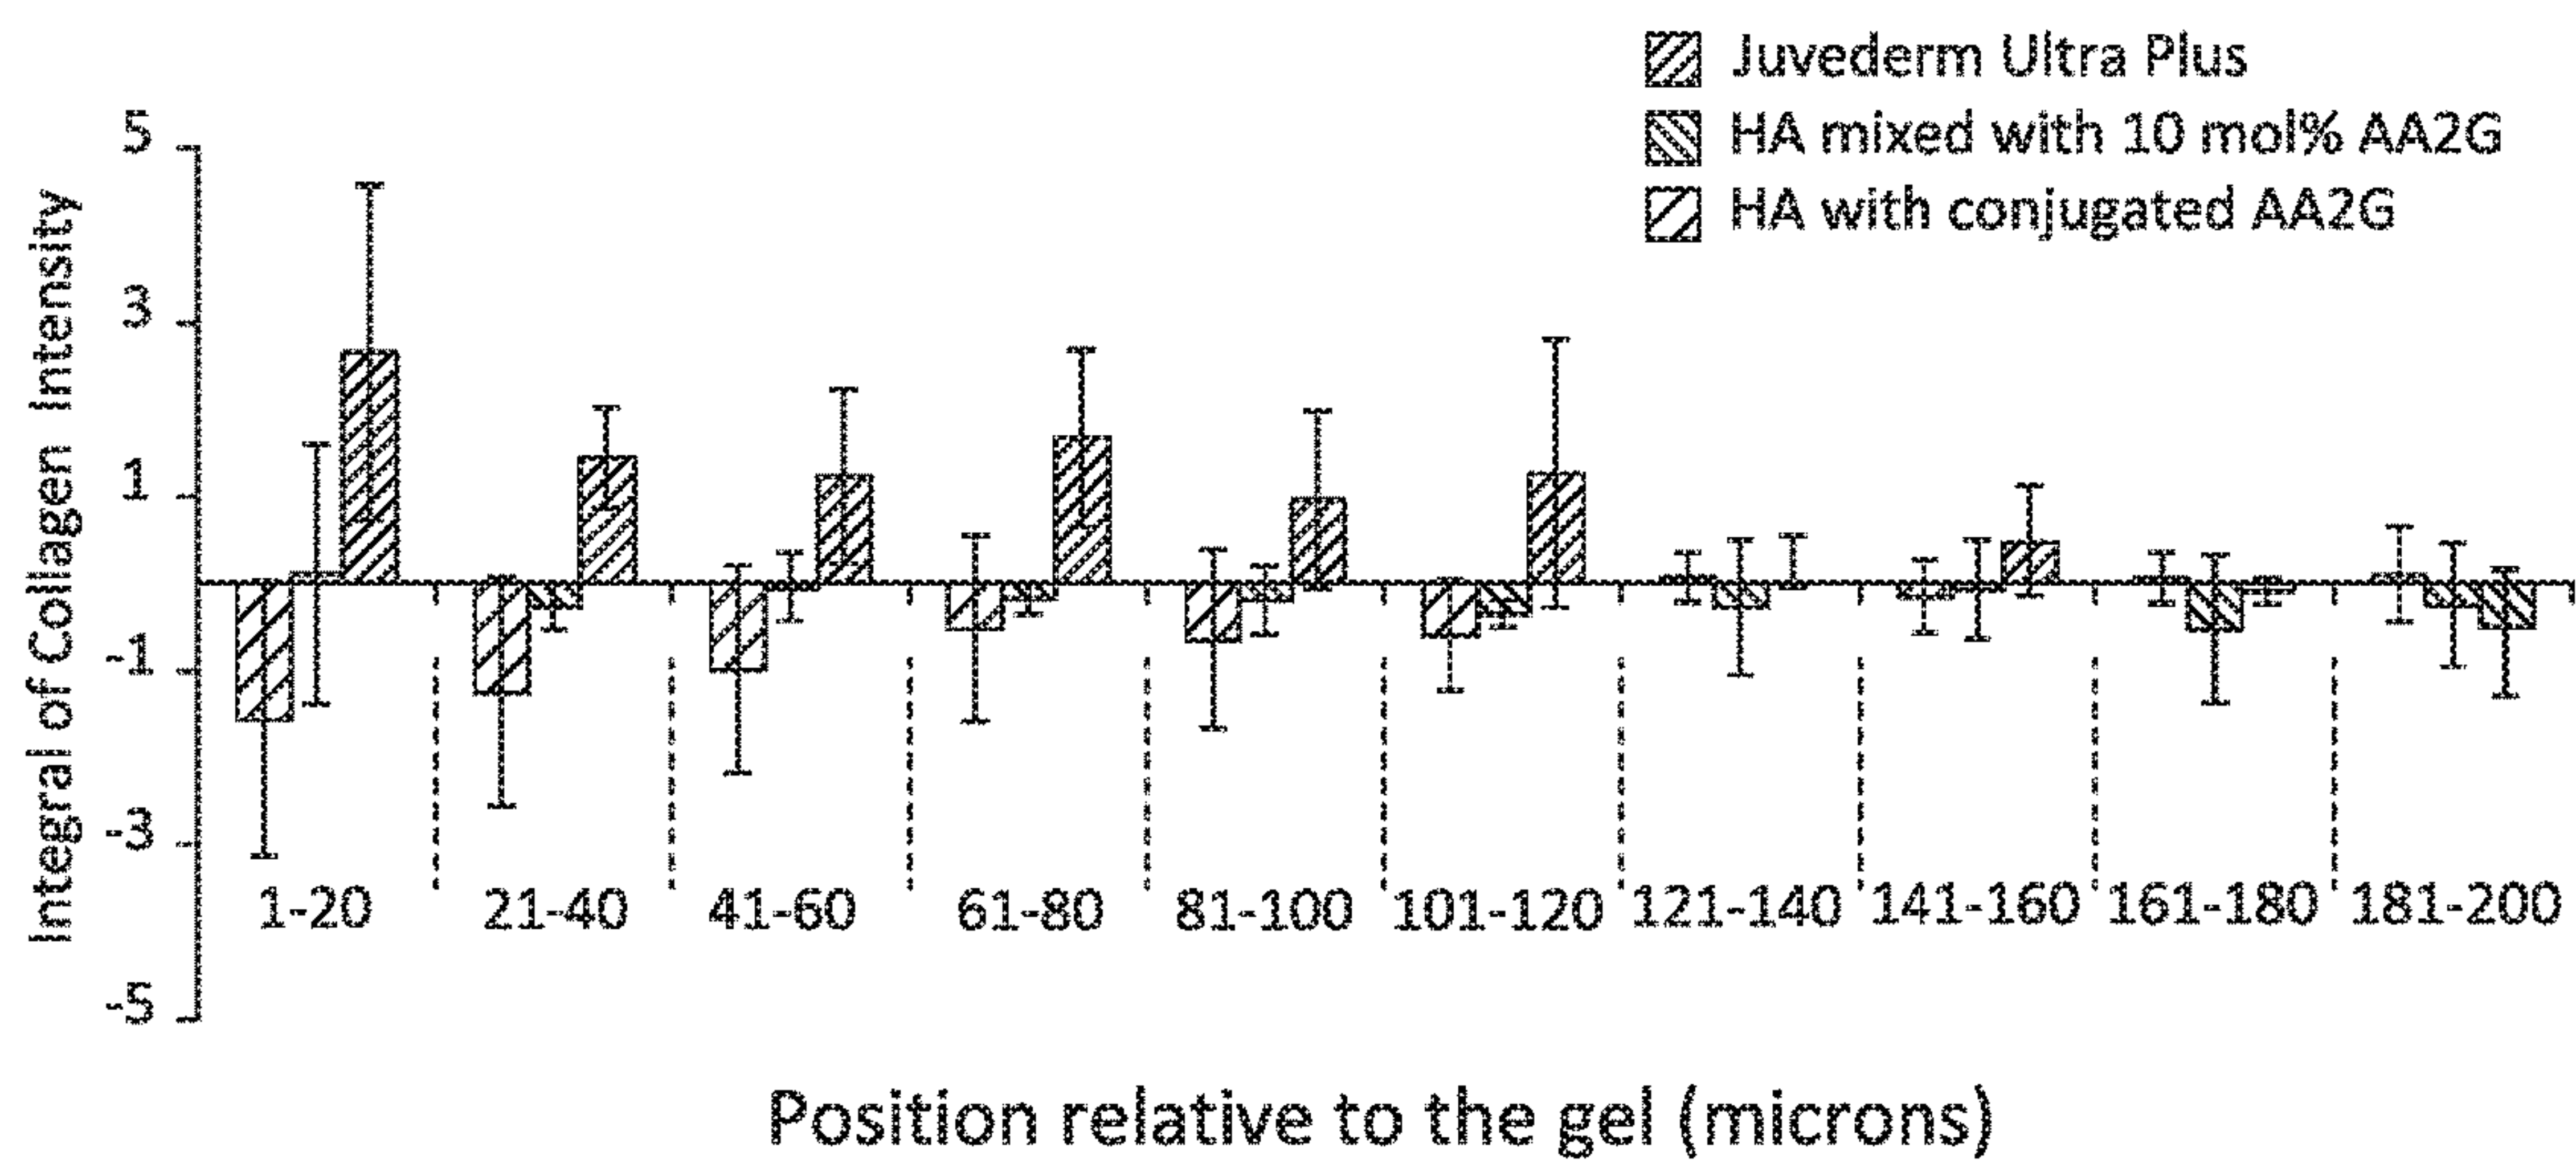 Juvederm Ultra Plus
HA mixed with 10 mol% AA2G
HA with conjugated AA2G
Integral of Collagen Intensity
5
3
1
-1
-3
-5
1-20 21-40 41-60 61-80 81-100 101-120 121-140 141-160 161-180 181-200
Position relative to the gel (microns)